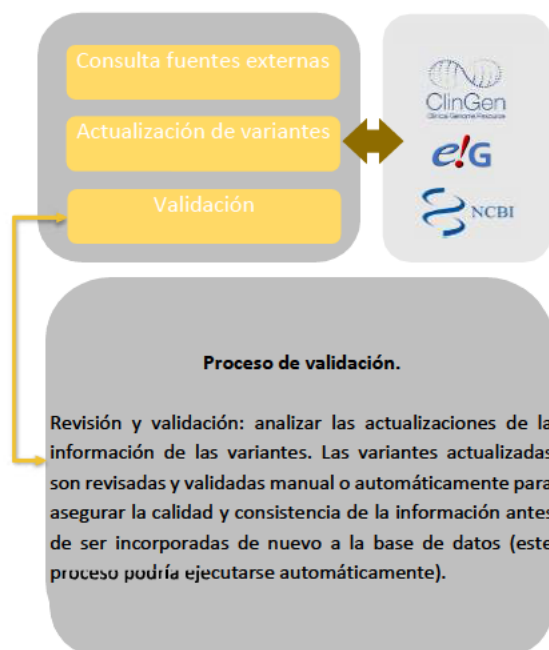 Consulta fuentes externas
Actualización de variantes
Validación
ClinGen
Clinical Genome Resource
e!G
NCBI
Proceso de validación.
Revisión y validación: analizar las actualizaciones de la
información de las variantes. Las variantes actualizadas
son revisadas y validadas manual o automáticamente para
asegurar la calidad y consistencia de la información antes
de ser incorporadas de nuevo a la base de datos (este
proceso podría ejecutarse automáticamente).